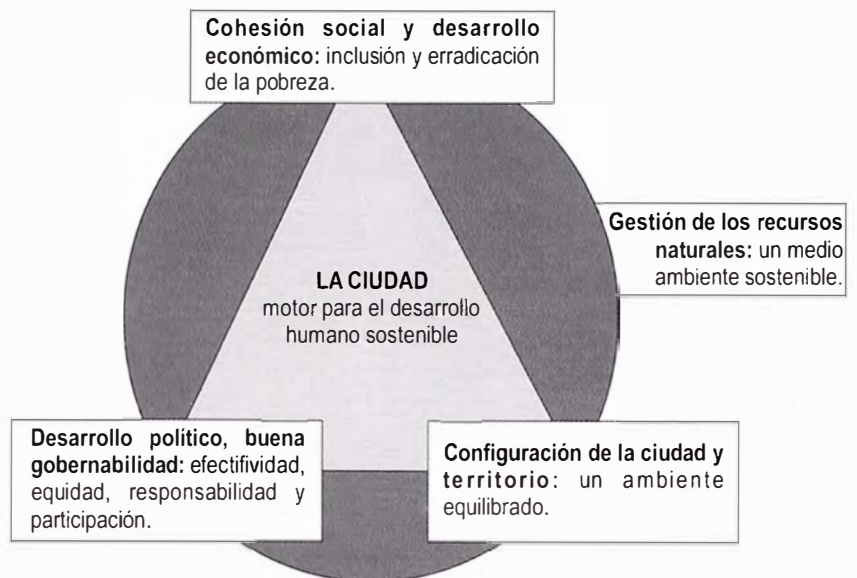 Cohesión social y desarrollo
económico: inclusión y erradicación
de la pobreza.
Gestión de los recursos
naturales: un medio
ambiente sostenible.
LA CIUDAD
motor para el desarrollo
humano sostenible
Desarrollo político, buena
gobernabilidad: efectifividad,
equidad, responsabilidad y
participación.
Configuración de la ciudad y
territorio: un ambiente
equilibrado.